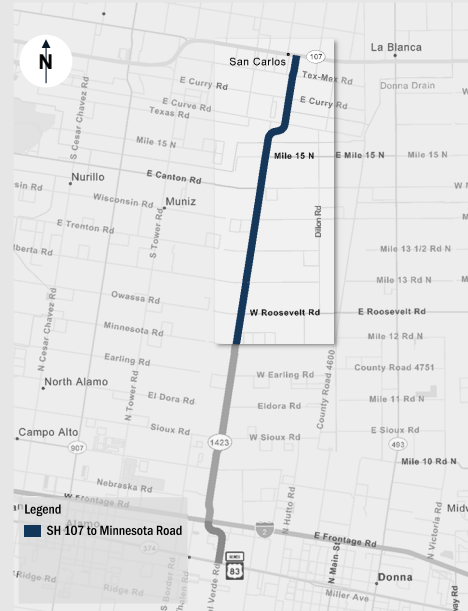 N
San Carlos
107
La Blanca
Tex-Mex Rd
E Curry Rd
Donna Drain
E Curry Rd
E Curve Rd
Texas Rd
S Cesar Chavez Rd
Mile 15 N
Mile 15 N
E Mile 15 N
Mile 15 N
E Canton Rd
Nurillo
Wisconsin Rd
Muniz
S Tower Rd
Dillon Rd
E Trenton Rd
Mile 13 1/2 Rd N
Mile 13 Rd N
Owassa Rd
N Cesar Chavez Rd
W Roosevelt Rd
E Roosevelt Rd
Minnesota Rd
Mile 12 Rd N
Earling Rd
W Earling Rd
County Road 4600
County Road 4751
North Alamo
N Tower Rd
El Dora Rd
Eldora Rd
Mile 11 Rd N
Campo Alto
Sioux Rd
W Sioux Rd
E Sioux Rd
907
1423
493
Mile 10 Rd N
Nebraska Rd
W Frontage Rd
N Hutto Rd
N Victoria Rd
Legend
Alamo
SH 107 to Minnesota Road
2
E Frontage Rd
N Main St
374
83
Donna
Ridge Rd
Ridge Rd
S Border Rd
Miller Ave